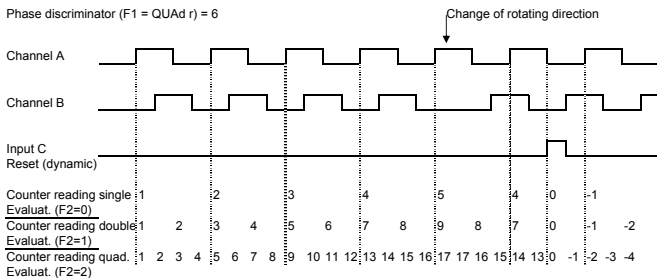 Phase discriminator (F1 = QUAd r) = 6
Change of rotating direction
Channel A
Channel B
Input C
Reset (dynamic)
Counter reading single 1 2 3 4 5 4 0 -1
Evaluat. (F2=0)
Counter reading double 1 2 3 4 5 6 7 8 9 8 7 0 -1 -2
Evaluat. (F2=1)
Counter reading quad. 1 2 3 4 5 6 7 8 9 10 11 12 13 14 15 16 17 17 16 15 14 13 0 -1 -2 -3 -4
Evaluat. (F2=2)